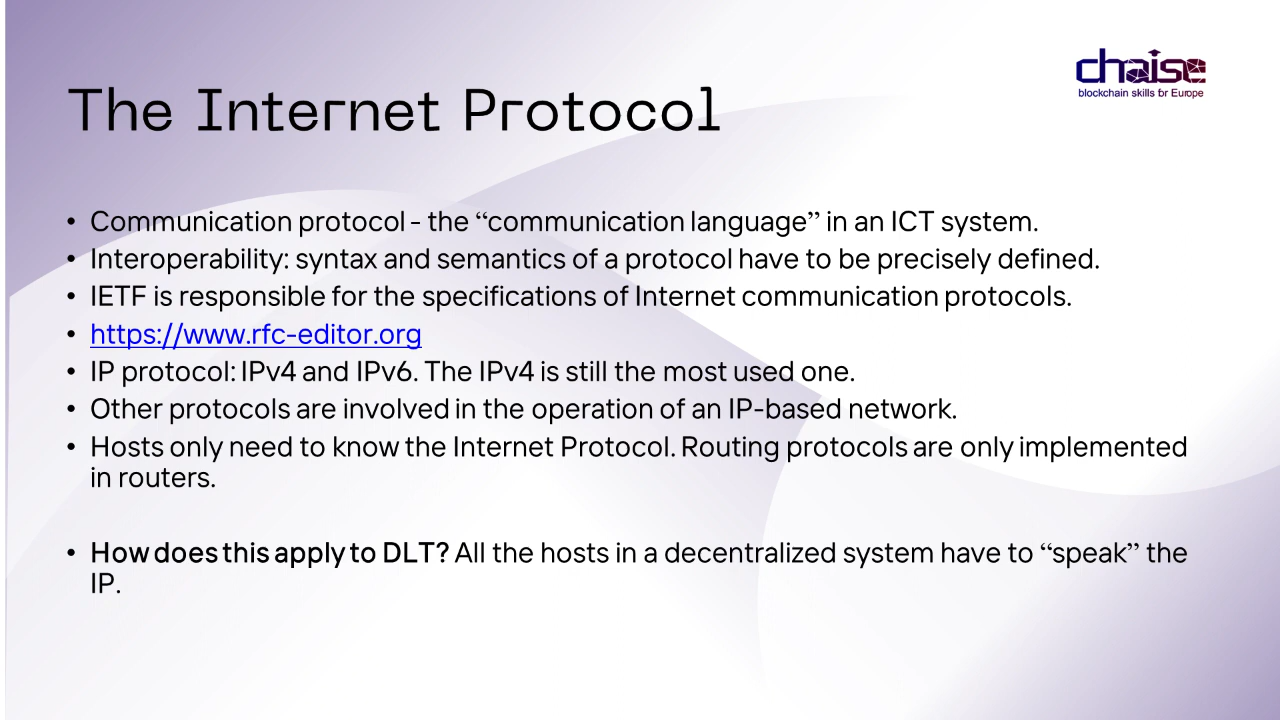 chaise
blockchain skills for Europe
The Internet Protocol
• Communication protocol - the “communication language” in an ICT system.
• Interoperability: syntax and semantics of a protocol have to be precisely defined.
• IETF is responsible for the specifications of Internet communication protocols.
• https://www.rfc-editor.org
• IP protocol: IPv4 and IPv6. The IPv4 is still the most used one.
• Other protocols are involved in the operation of an IP-based network.
• Hosts only need to know the Internet Protocol. Routing protocols are only implemented
in routers.
• How does this apply to DLT? All the hosts in a decentralized system have to “speak” the
IP.